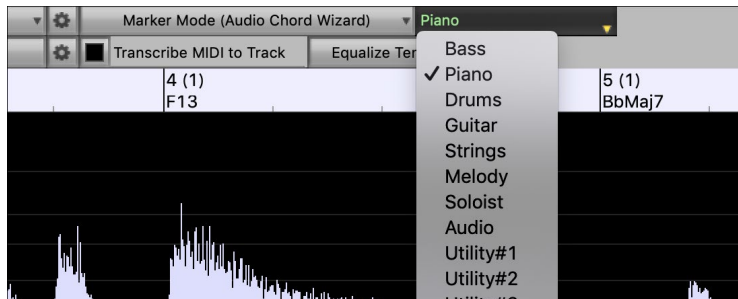 Marker Mode (Audio Chord Wizard)
Piano
Transcribe MIDI to Track
Equalize Ter
4 (1)
F13
5 (1)
BbMaj7
Bass
✓ Piano
Drums
Guitar
Strings
Melody
Soloist
Audio
Utility#1
Utility#2